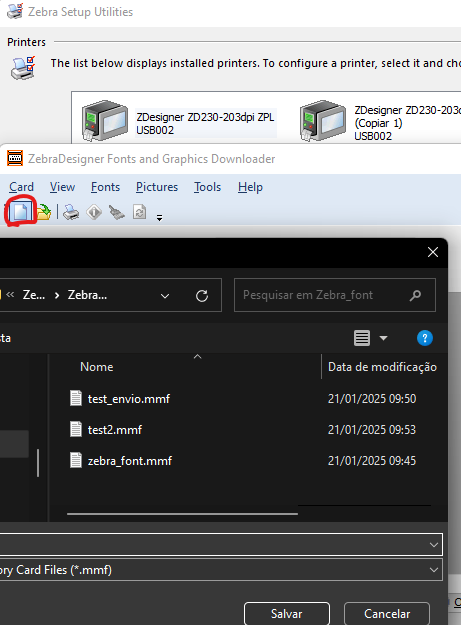 Zebra Setup Utilities
Printers
The list below displays installed printers. To configure a printer, select it and cho
ZDesigner ZD230-203dpi ZPL
USB002
ZDesigner ZD230-203dp
(Copiar 1)
USB002
ZebraDesigner Fonts and Graphics Downloader
Card View Fonts Pictures Tools Help
« Ze... › Zebra...
Pesquisar em Zebra_font
sta
Nome
Data de modificação
test_envio.mmf 21/01/2025 09:50
test2.mmf 21/01/2025 09:53
zebra_font.mmf 21/01/2025 09:45
ory Card Files (*.mmf)
Salvar
Cancelar